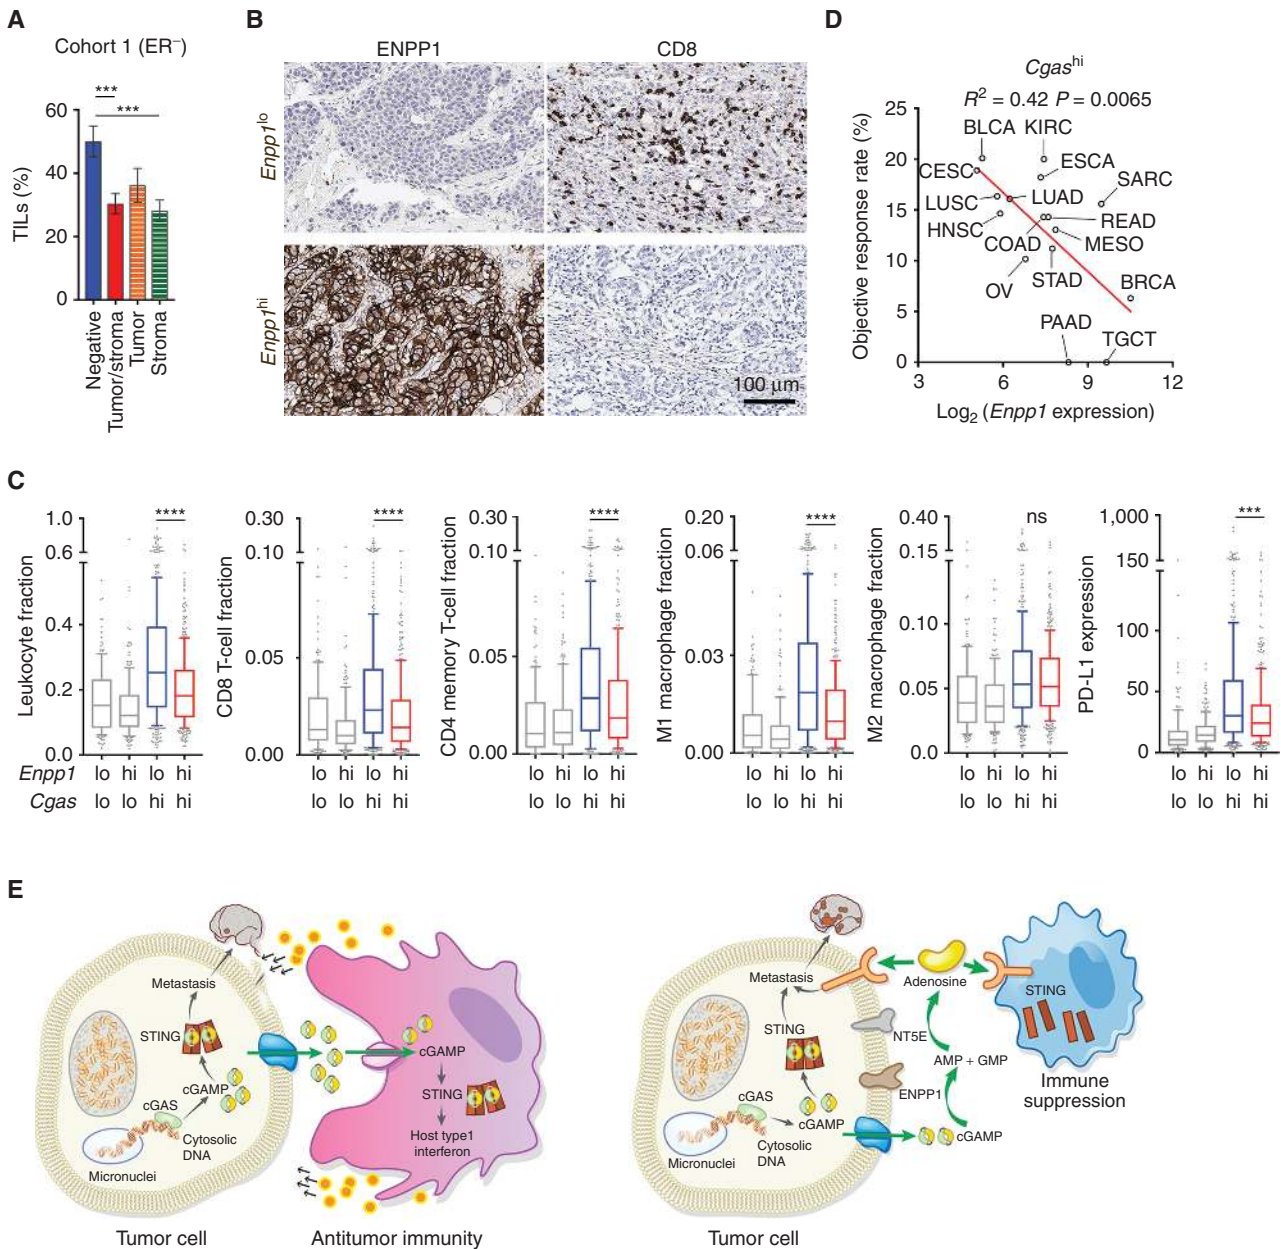 A
Cohort 1 (ER⁻)
***
***
TILs (%)
60
40
20
0
Negative
Tumor/stroma
Tumor
Stroma
B
ENPP1
CD8
Enpp1^lo
Enpp1^hi
100 μm
D
Cgas^hi
R² = 0.42 P = 0.0065
Objective response rate (%)
25
20
15
10
5
0
BLCA
KIRC
CESC
ESCA
SARC
LUSC
LUAD
HNSC
COAD
READ
MESO
OV
STAD
BRCA
PAAD
TGCT
3
6
9
12
Log₂ (Enpp1 expression)
C
Leukocyte fraction
1.0
0.6
0.4
0.2
0.0
****
CD8 T-cell fraction
0.30
0.10
0.05
0.00
****
CD4 memory T-cell fraction
0.30
0.10
0.05
0.00
****
M1 macrophage fraction
0.20
0.06
0.03
0.00
****
M2 macrophage fraction
0.40
0.15
0.10
0.05
0.0
ns
PD-L1 expression
1,000
150
100
50
0
***
Enpp1 lo hi lo hi lo hi lo hi lo hi lo hi lo hi lo hi lo hi lo hi lo hi lo hi
Cgas lo lo hi hi lo lo hi hi lo lo hi hi lo lo hi hi lo lo hi hi lo lo hi hi
E
Metastasis
STING
cGAMP
cGAS
Cytosolic
DNA
Micronuclei
Tumor cell
cGAMP
STING
Host type1
interferon
Antitumor immunity
Metastasis
STING
cGAS
cGAMP
Cytosolic
DNA
Micronuclei
Tumor cell
Adenosine
NT5E
AMP + GMP
ENPP1
cGAMP
STING
Immune
suppression